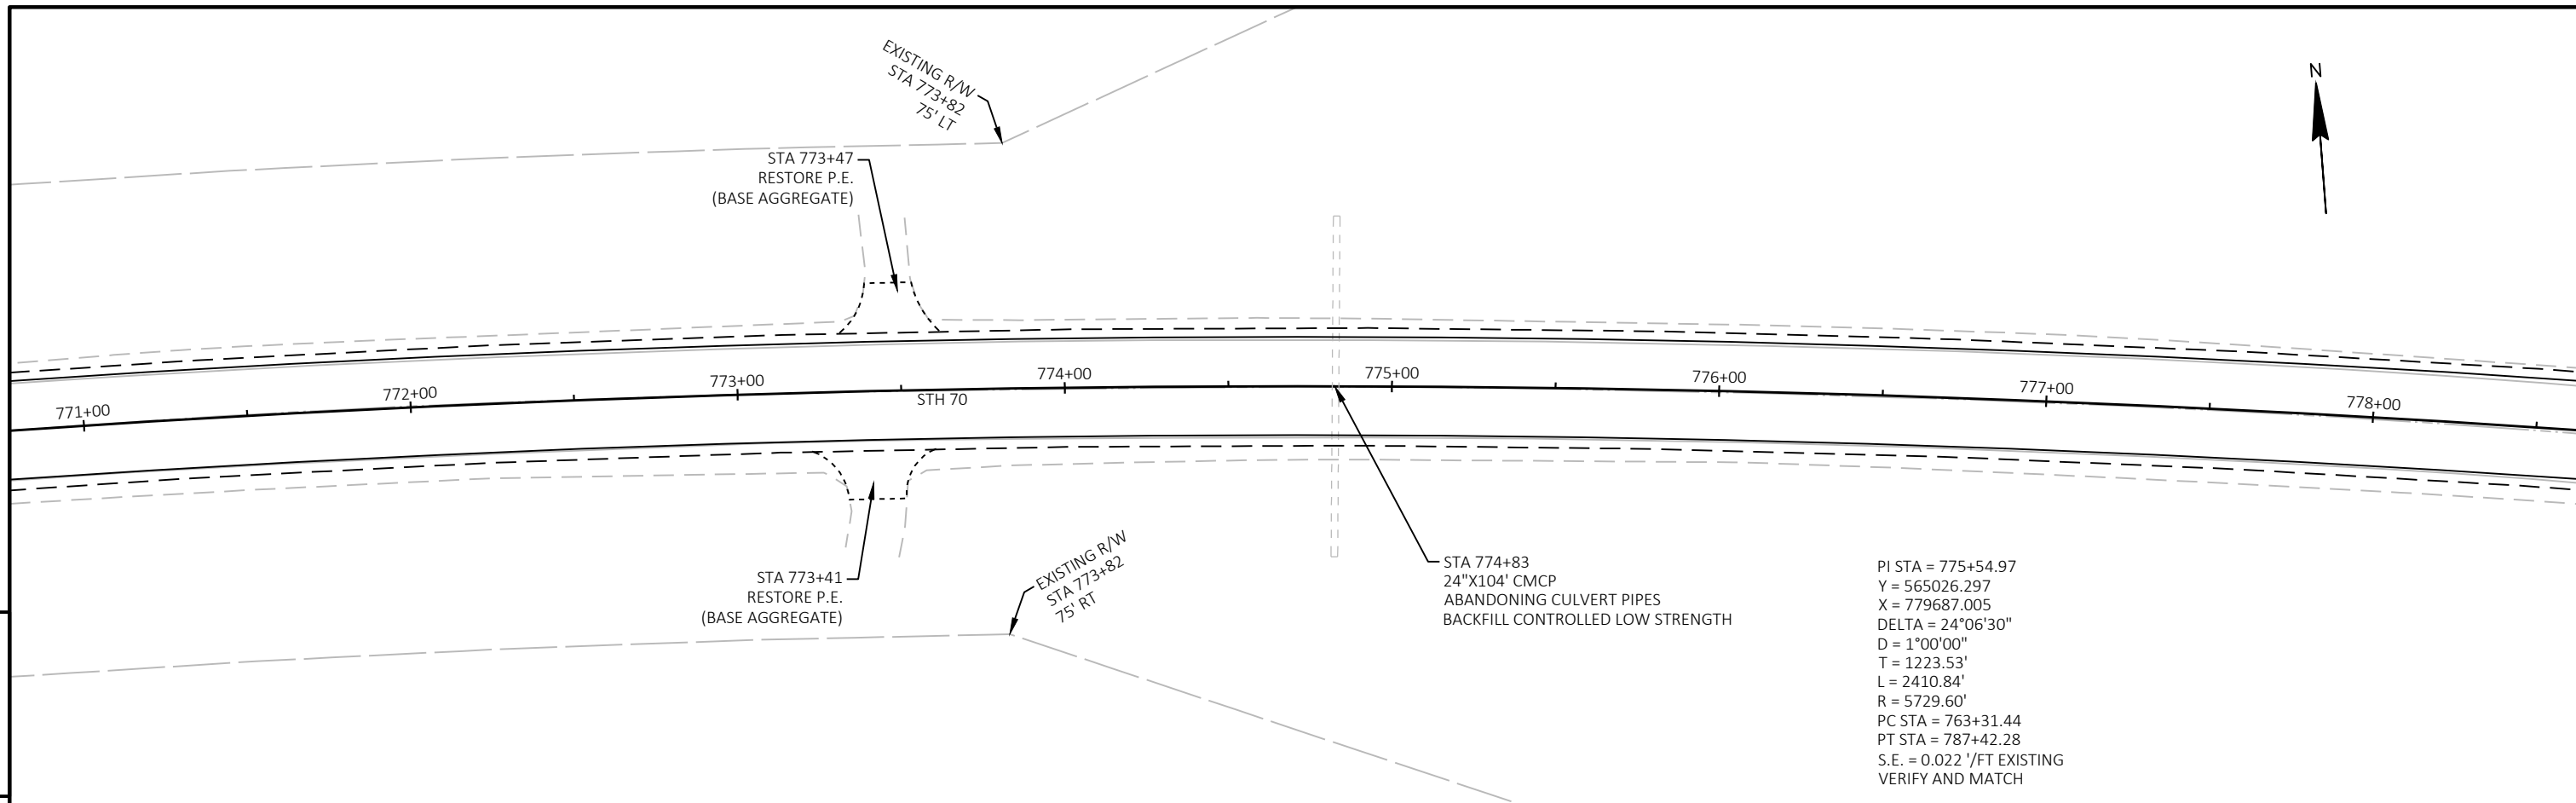 EXISTING R/W
STA 773+82
75' LT
N
STA 773+47
RESTORE P.E.
(BASE AGGREGATE)
771+00
772+00
773+00
774+00
775+00
776+00
777+00
778+00
STH 70
STA 773+41
RESTORE P.E.
(BASE AGGREGATE)
EXISTING R/W
STA 773+82
75' RT
STA 774+83
24"X104' CMCP
ABANDONING CULVERT PIPES
BACKFILL CONTROLLED LOW STRENGTH
PI STA = 775+54.97
Y = 565026.297
X = 779687.005
DELTA = 24°06'30"
D = 1°00'00"
T = 1223.53'
L = 2410.84'
R = 5729.60'
PC STA = 763+31.44
PT STA = 787+42.28
S.E. = 0.022 '/FT EXISTING
VERIFY AND MATCH